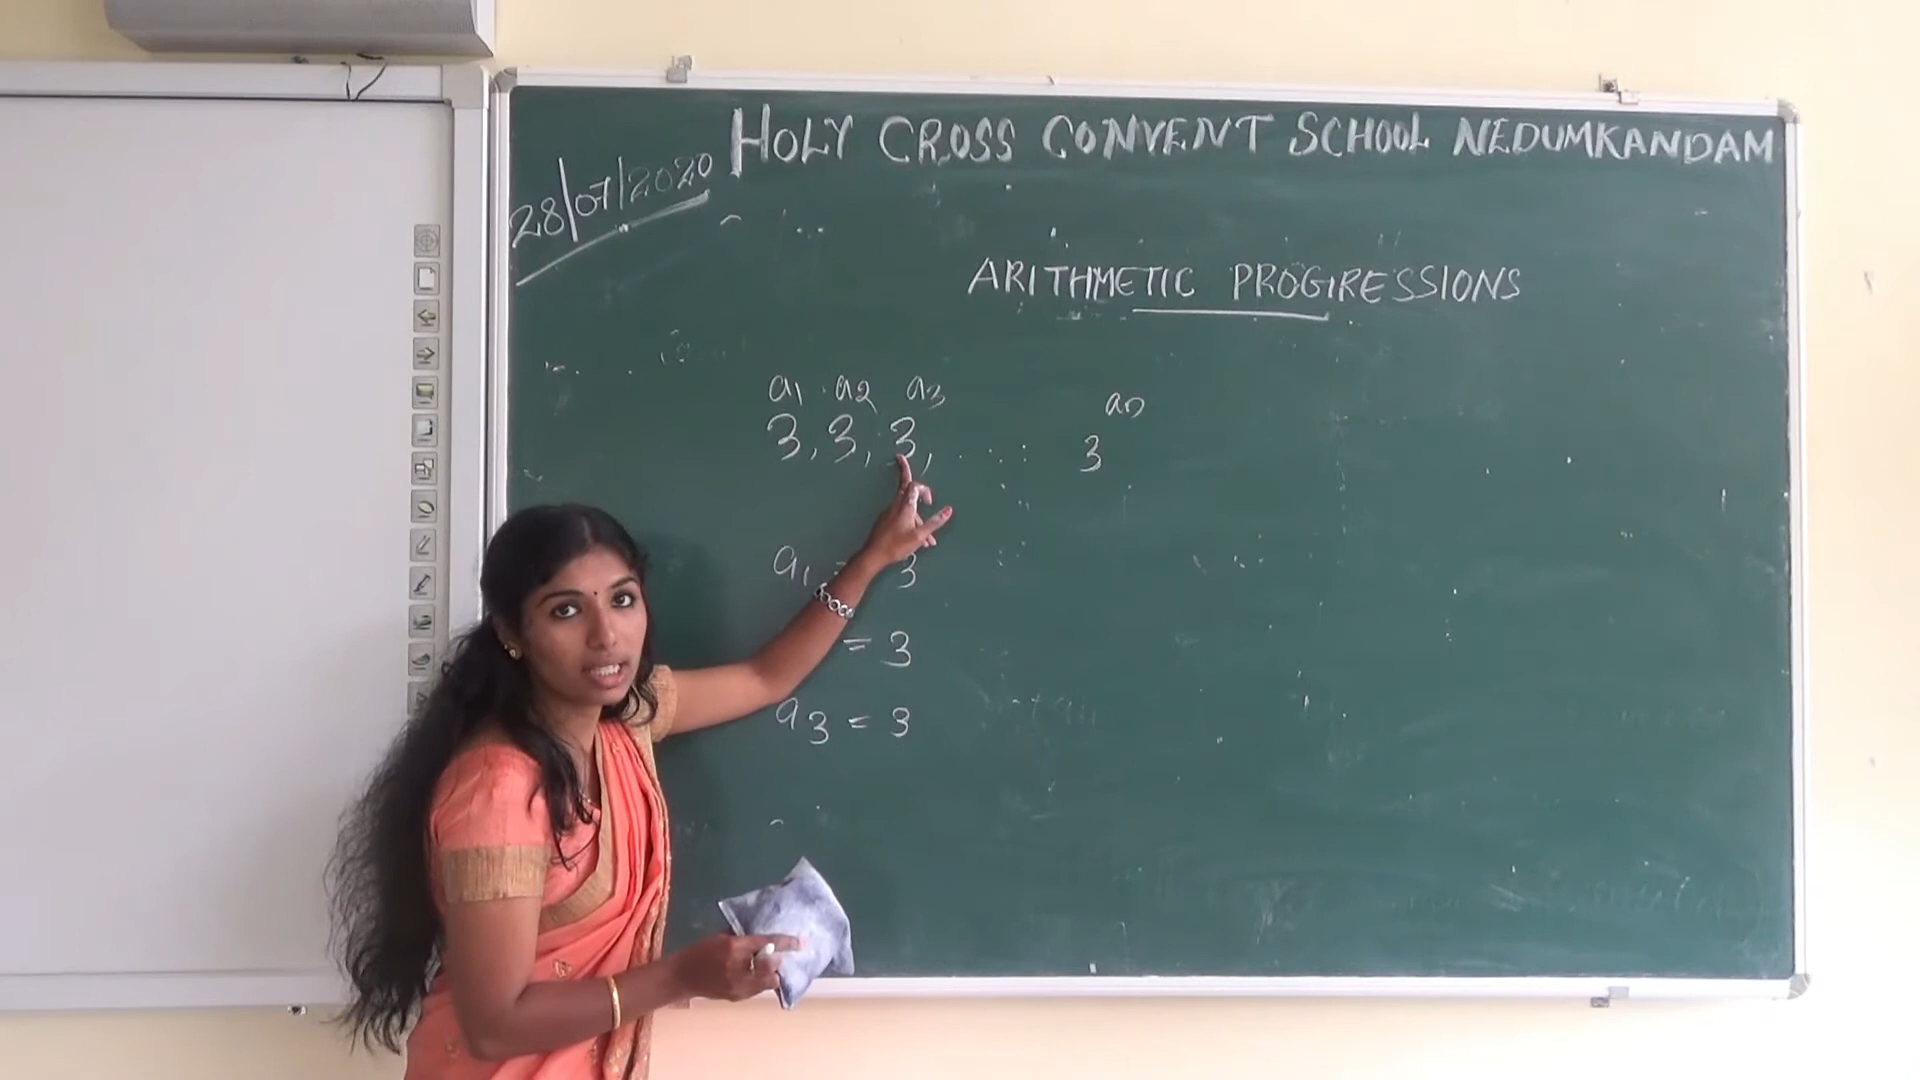 HOLY CROSS CONVENT SCHOOL NEDUMKANDAM
28/07/2020
ARITHMETIC PROGRESSIONS
a1 a2 a3 an
3, 3, 3, ..... 3
a1 = 3
= 3
a3 = 3